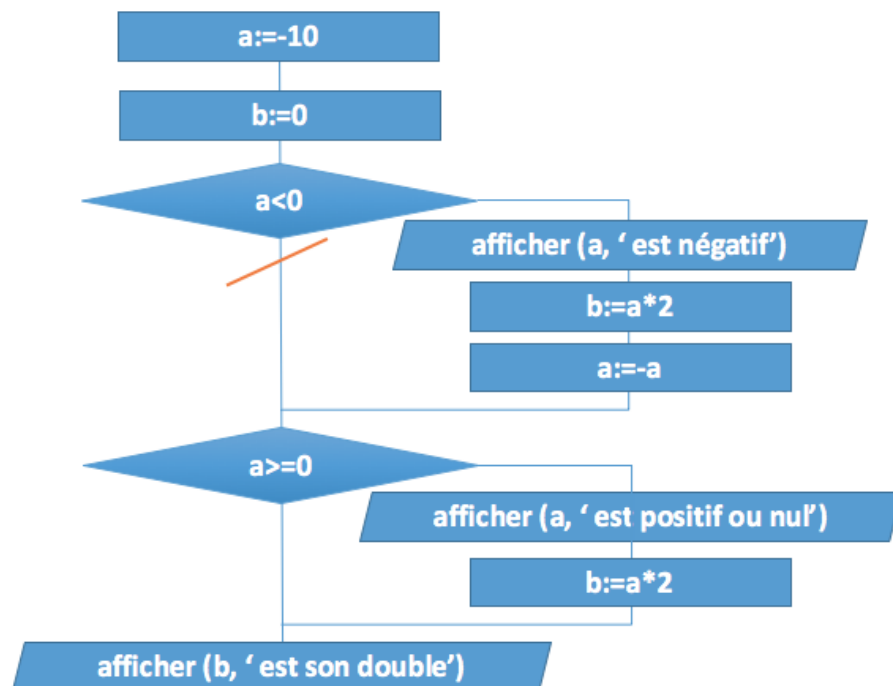 a:=-10
b:=0
a<0
afficher (a, ‘ est négatif’)
b:=a*2
a:=-a
a>=0
afficher (a, ‘ est positif ou nul’)
b:=a*2
afficher (b, ‘ est son double’)